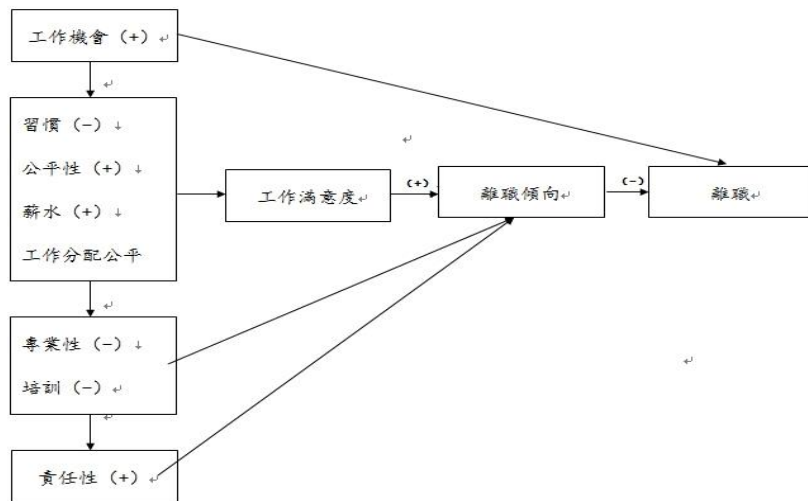 工作機會（+）
習慣（-）
公平性（+）
薪水（+）
工作分配公平
工作滿意度
(+)
離職傾向
(-)
離職
專業性（-）
培訓（-）
責任性（+）